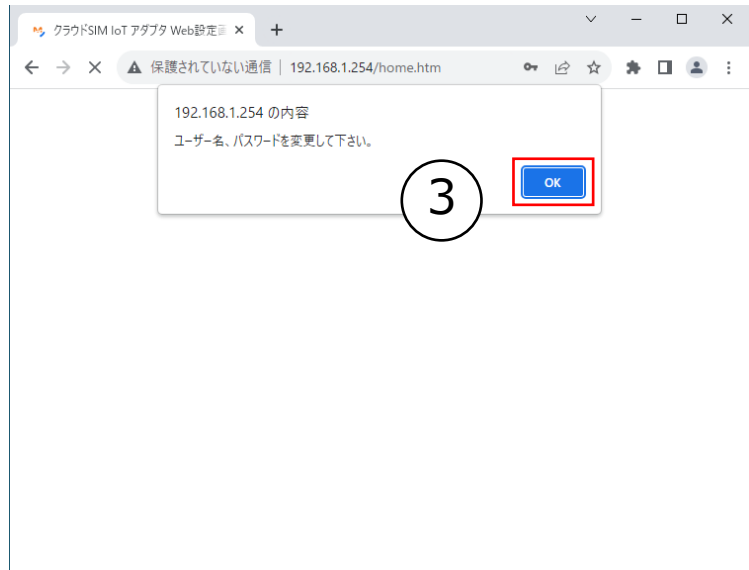 クラウドSIM IoT アダプタ Web設定画
保護されていない通信 | 192.168.1.254/home.htm
192.168.1.254 の内容
ユーザー名、パスワードを変更して下さい。
OK
3